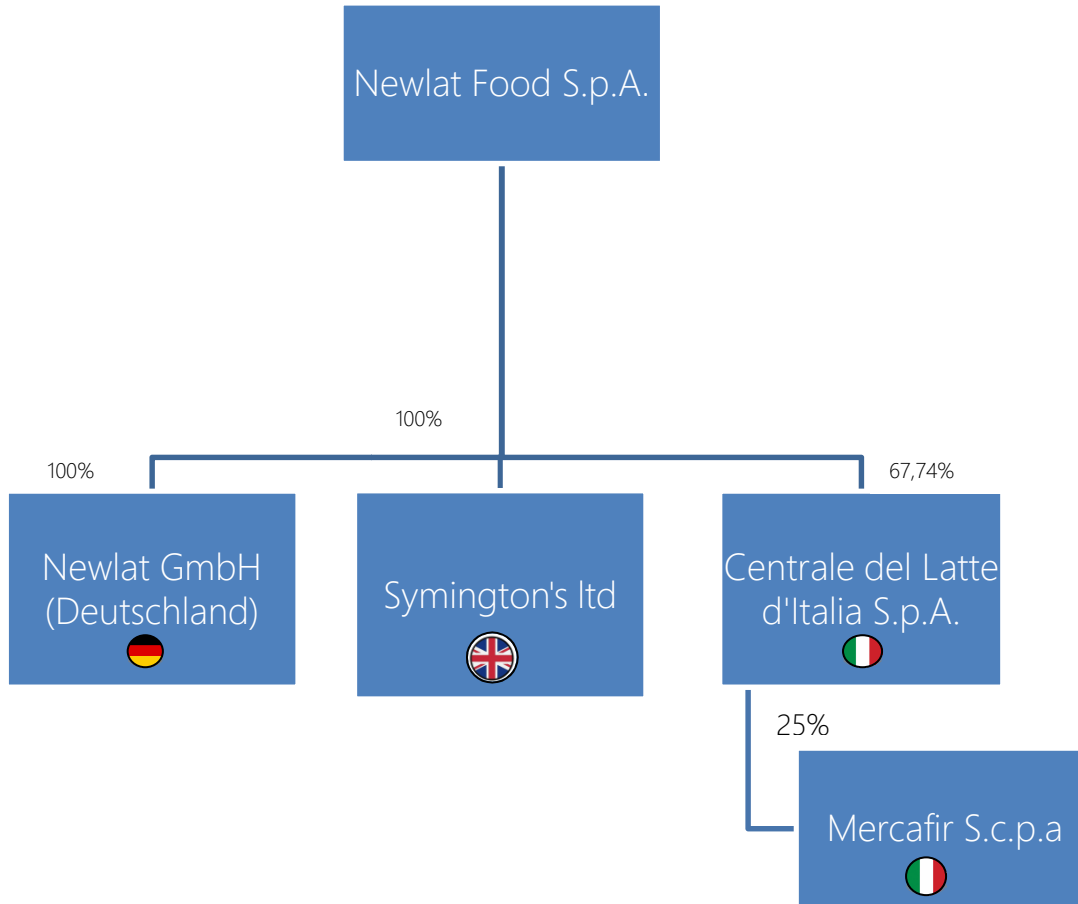 Newlat Food S.p.A.
100%
100%
67,74%
Newlat GmbH
(Deutschland)
Symington's ltd
Centrale del Latte
d'Italia S.p.A.
25%
Mercafir S.c.p.a